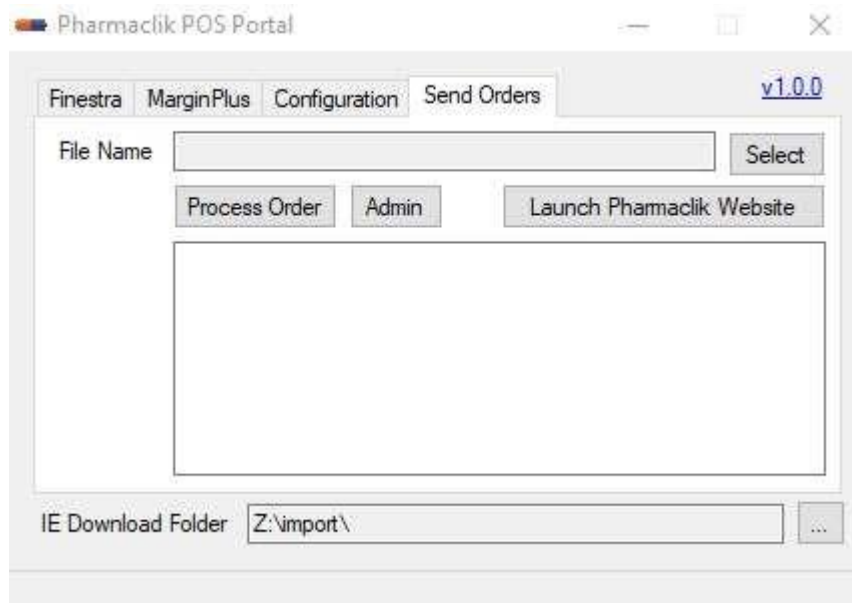 Pharmaclik POS Portal
Finestra MarginPlus Configuration Send Orders v1.0.0
File Name Select
Process Order Admin Launch Pharmaclik Website
IE Download Folder Z:\import\ ...